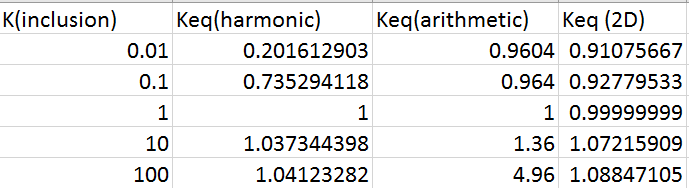 K(inclusion) Keq(harmonic) Keq(arithmetic) Keq (2D)
0.01 0.201612903 0.9604 0.91075667
0.1 0.735294118 0.964 0.92779533
1 1 1 0.99999999
10 1.037344398 1.36 1.07215909
100 1.04123282 4.96 1.08847105